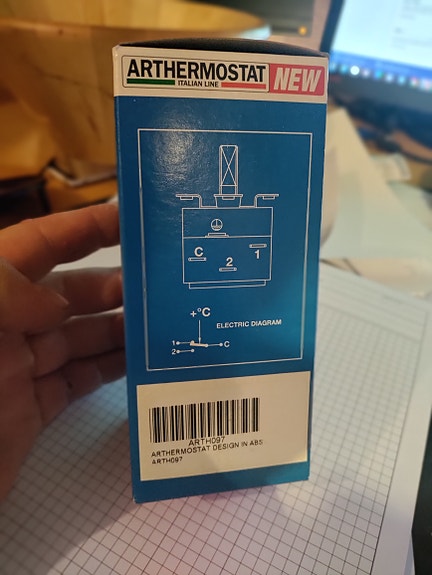 ARTHERMOSTAT NEW
ITALIAN LINE
C 2 1
+°C
ELECTRIC DIAGRAM
1 C
2
ARTH097
ARTHERMOSTAT DESIGN IN ABS
ARTH097